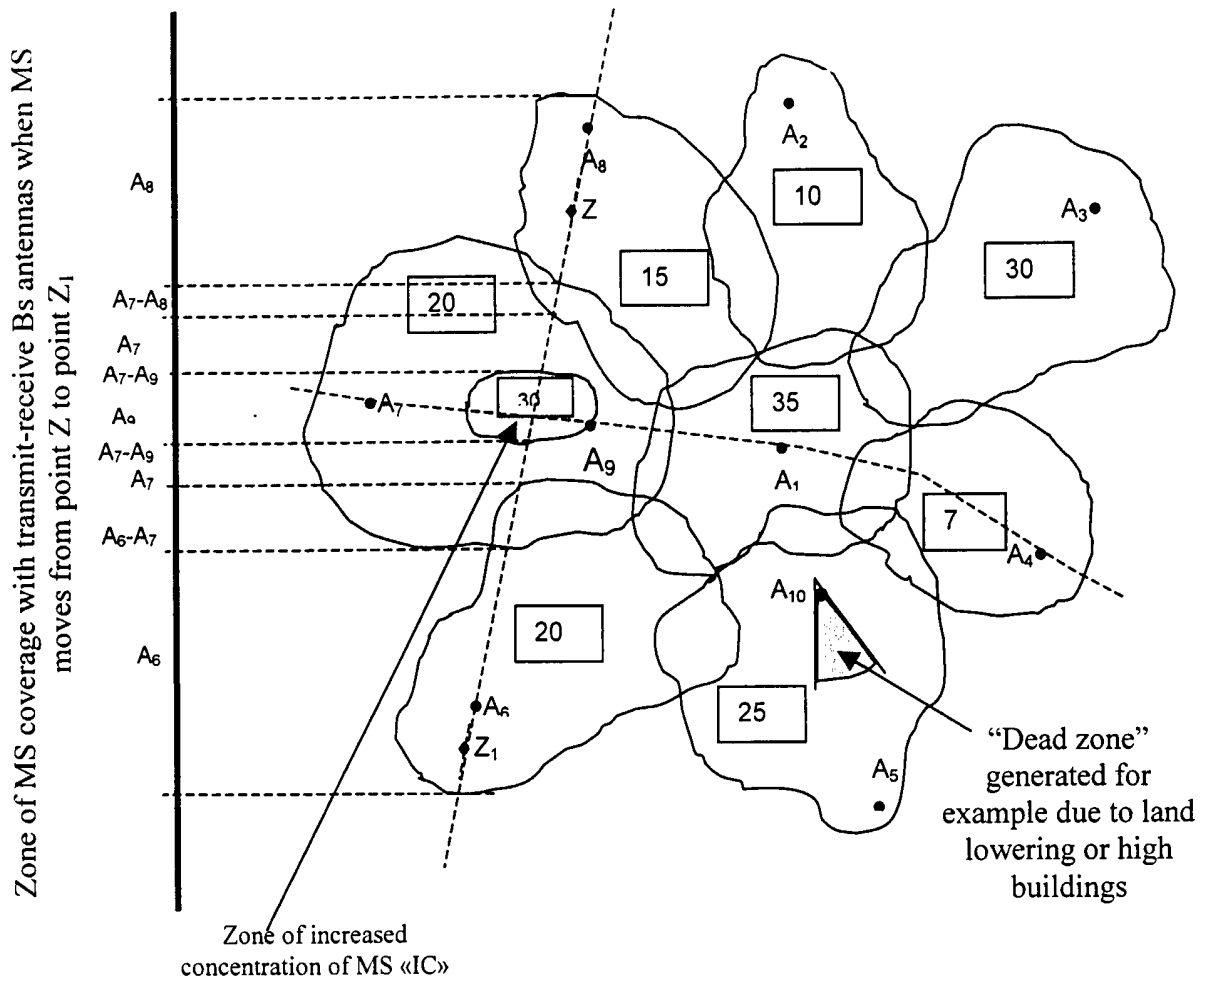 Zone of MS coverage with transmit-receive Bs antennas when MS
moves from point Z to point Z₁
A₈
A₇-A₈
A₇
A₇-A₉
A₉
A₇-A₉
A₇
A₆-A₇
A₆
A₈
Z
A₂
10
A₃
30
15
20
30
A₇
A₉
35
A₁
7
A₄
A₁₀
20
25
A₆
Z₁
A₅
“Dead zone”
generated for
example due to land
lowering or high
buildings
Zone of increased
concentration of MS «IC»